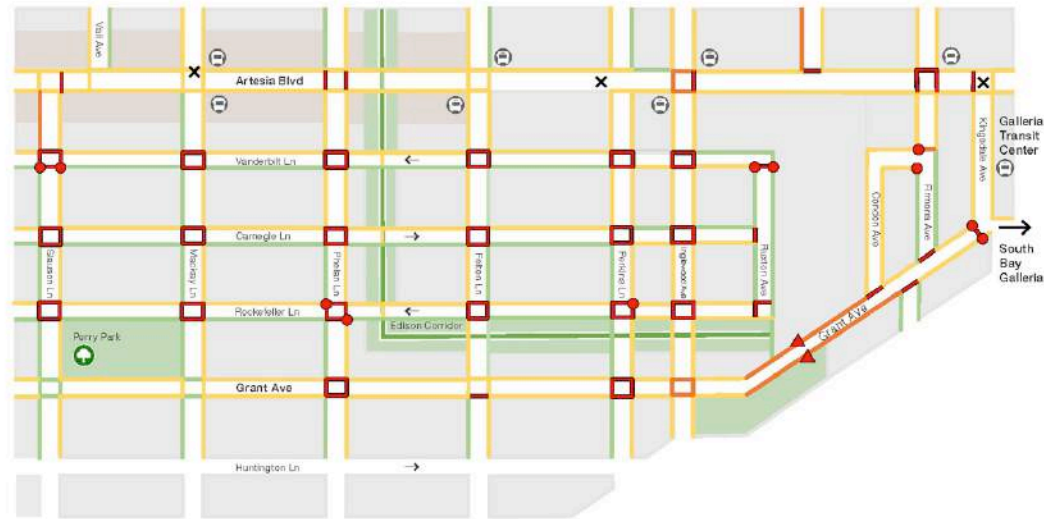 Vail Ave
Artesia Blvd
Kingsdale Ave
Galleria
Transit
Center
Vanderbilt Ln
Condon Ave
Firmona Ave
Carnegie Ln
South
Bay
Galleria
Slauson Ln
Mackay Ln
Phelan Ln
Felton Ln
Perkins Ln
Inglewood Ave
Ruxton Ave
Rockefeller Ln
Edison Corridor
Grant Ave
Perry Park
Grant Ave
Huntington Ln